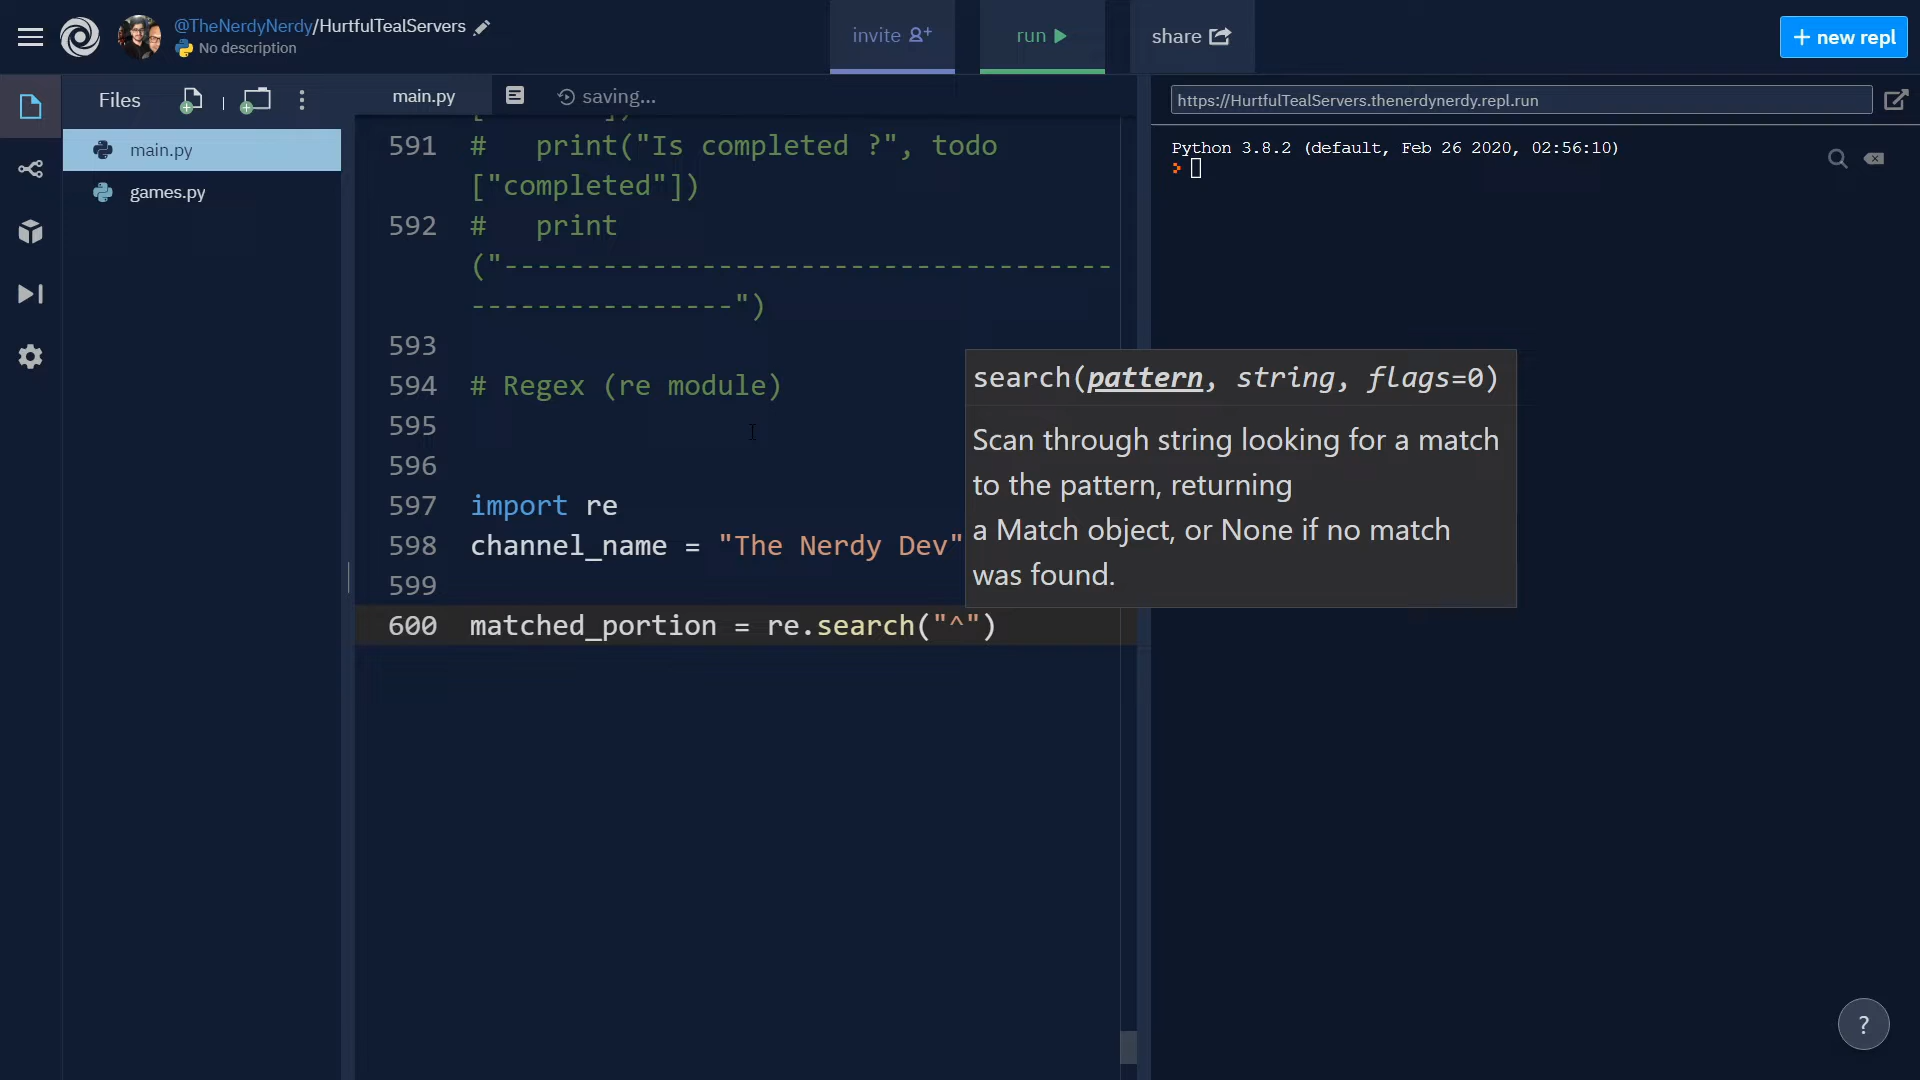 @TheNerdyNerdy/HurtfulTealServers
No description
invite
run
share
+ new repl
Files
main.py
saving...
https://HurtfulTealServers.thenerdynerdy.repl.run
main.py
games.py
591 #   print("Is completed ?", todo
["completed"])
592 #   print
("-------------------------------------
----------------")
593
594 # Regex (re module)
595
596
597 import re
598 channel_name = "The Nerdy Dev"
599
600 matched_portion = re.search("^")
search(pattern, string, flags=0)
Scan through string looking for a match
to the pattern, returning
a Match object, or None if no match
was found.
Python 3.8.2 (default, Feb 26 2020, 02:56:10)
>
?